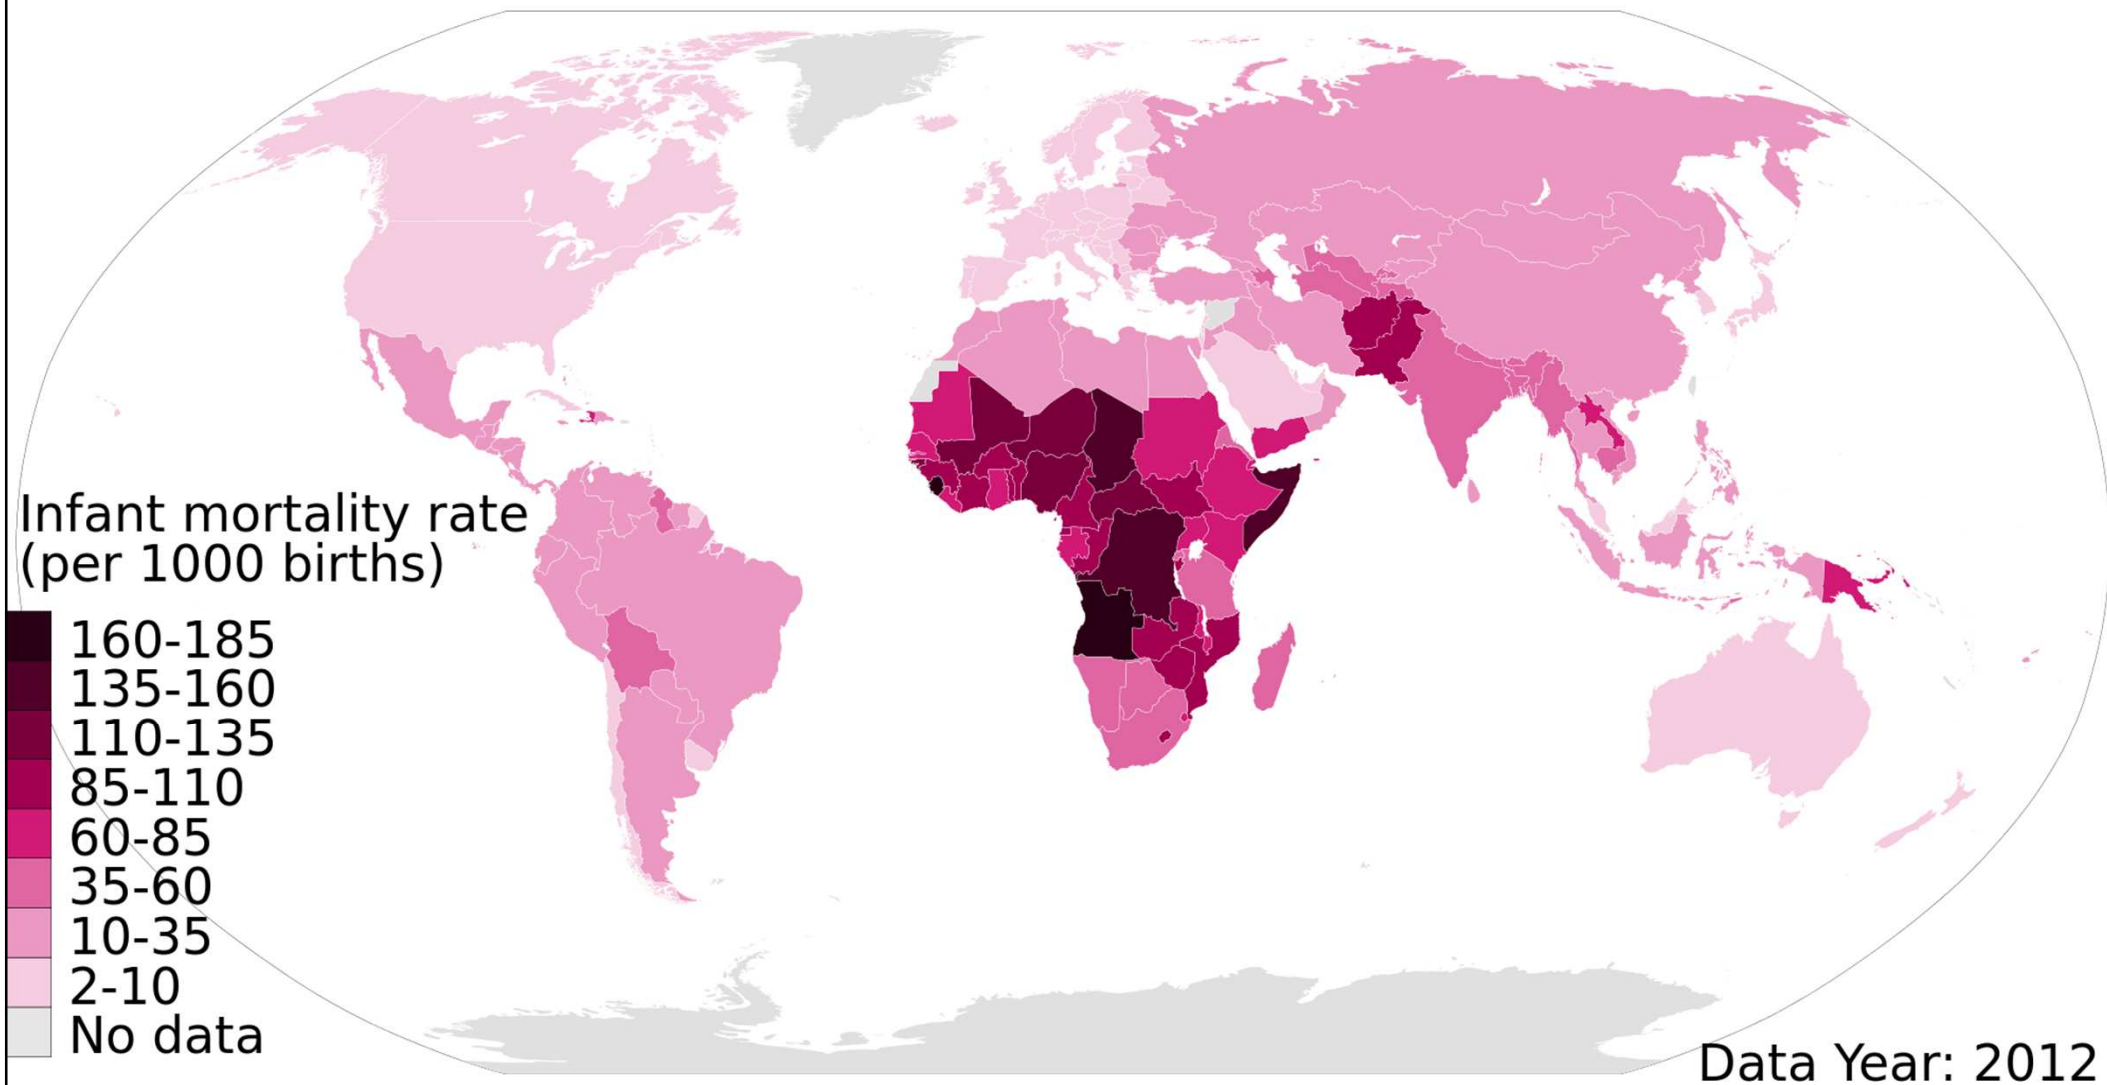 Infant mortality rate
(per 1000 births)
160-185
135-160
110-135
85-110
60-85
35-60
10-35
2-10
No data
Data Year: 2012